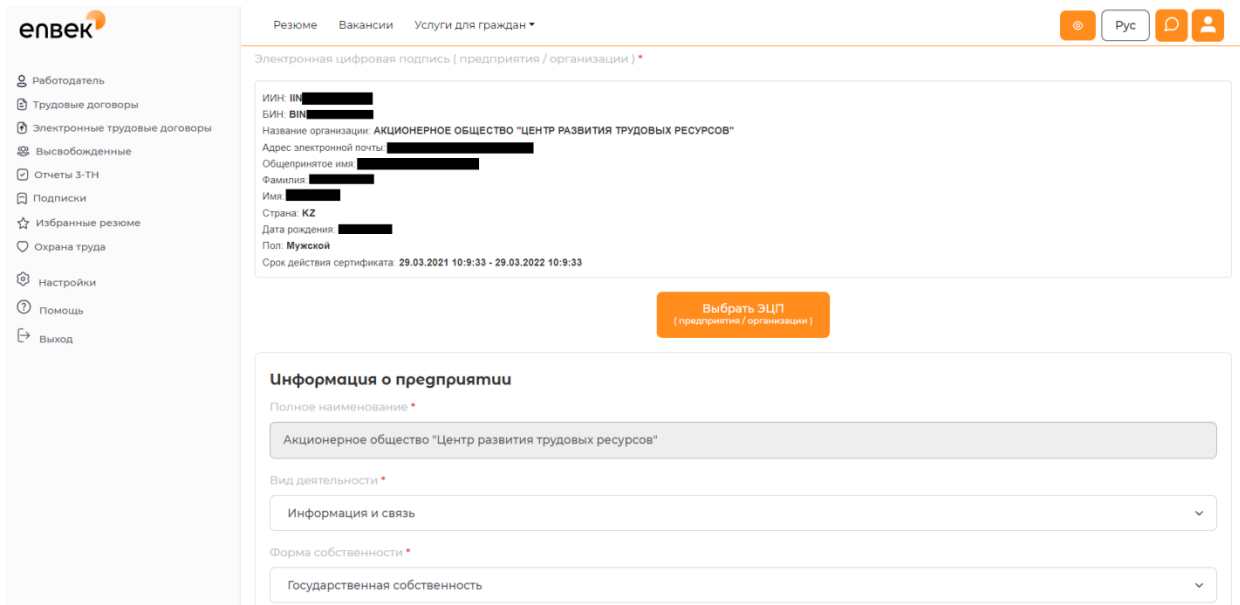 enbek
Резюме Вакансии Услуги для граждан Рус
Работодатель
Трудовые договоры
Электронные трудовые договоры
Высвобожденные
Отчеты 3-ТН
Подписки
Избранные резюме
Охрана труда
Настройки
Помощь
Выход
Электронная цифровая подпись ( предприятия / организации ) *
ИИН: IIN
БИН: BIN
Название организации: АКЦИОНЕРНОЕ ОБЩЕСТВО "ЦЕНТР РАЗВИТИЯ ТРУДОВЫХ РЕСУРСОВ"
Адрес электронной почты:
Общепринятое имя:
Фамилия:
Имя:
Страна: KZ
Дата рождения:
Пол: Мужской
Срок действия сертификата: 29.03.2021 10:9:33 - 29.03.2022 10:9:33
Выбрать ЭЦП
( предприятия / организации )
Информация о предприятии
Полное наименование *
Акционерное общество "Центр развития трудовых ресурсов"
Вид деятельности *
Информация и связь
Форма собственности *
Государственная собственность